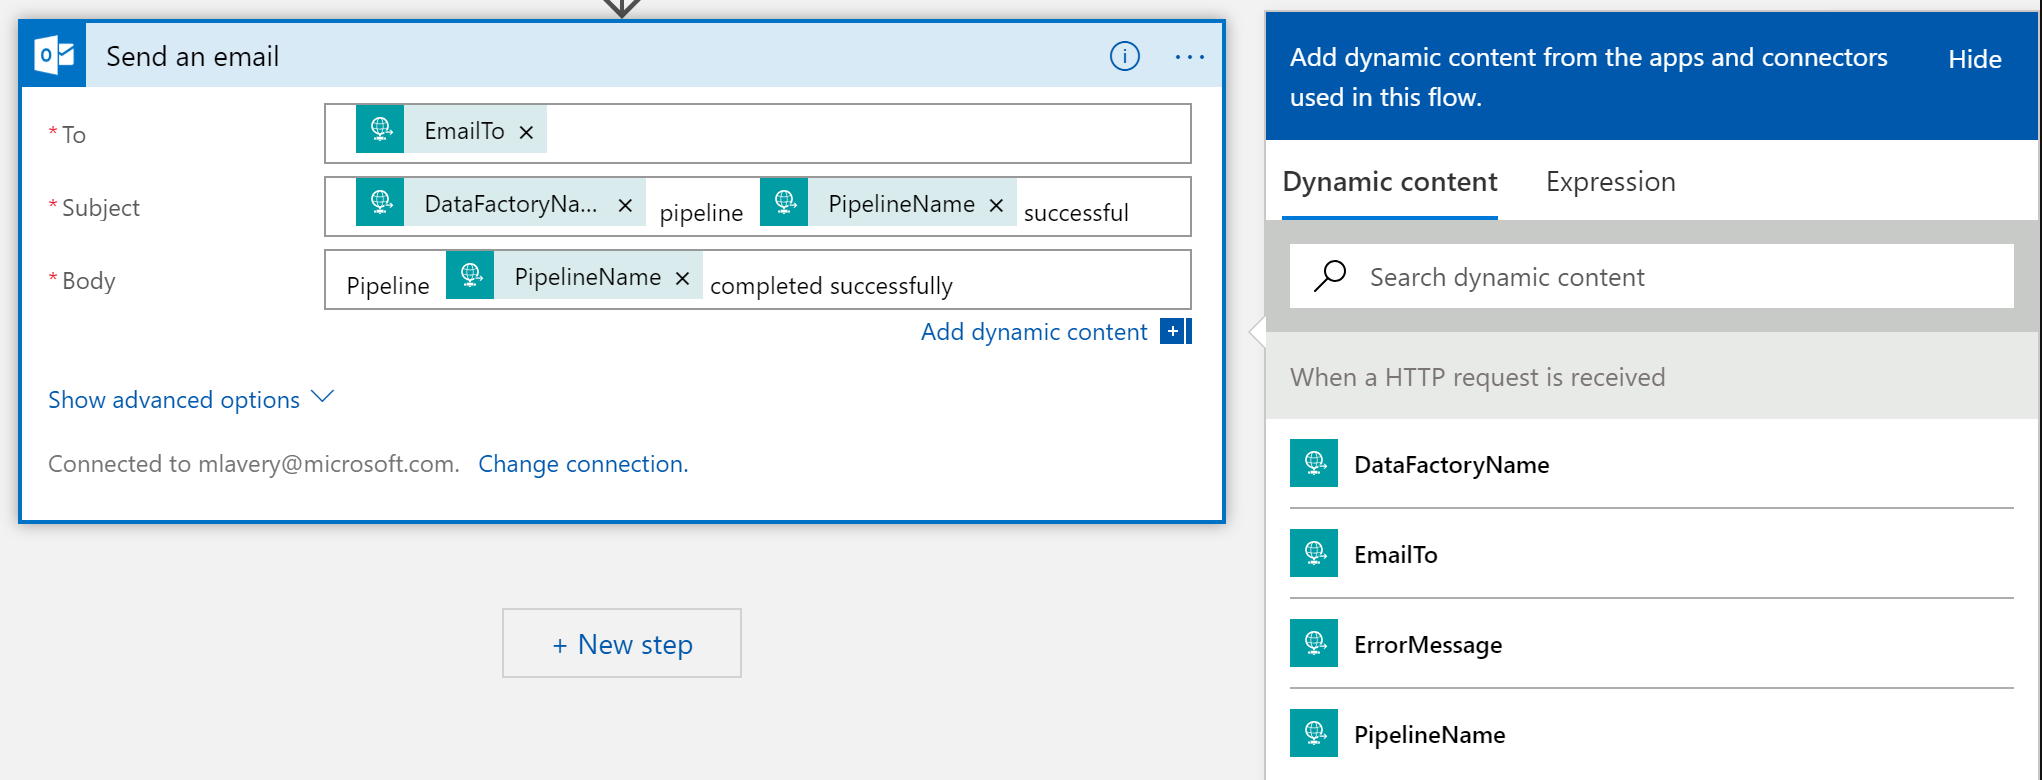 Send an email
* To
EmailTo ×
* Subject
DataFactoryNa... × pipeline PipelineName × successful
* Body
Pipeline PipelineName × completed successfully
Add dynamic content
Show advanced options
Connected to mlavery@microsoft.com. Change connection.
+ New step
Add dynamic content from the apps and connectors
used in this flow.
Hide
Dynamic content
Expression
Search dynamic content
When a HTTP request is received
DataFactoryName
EmailTo
ErrorMessage
PipelineName